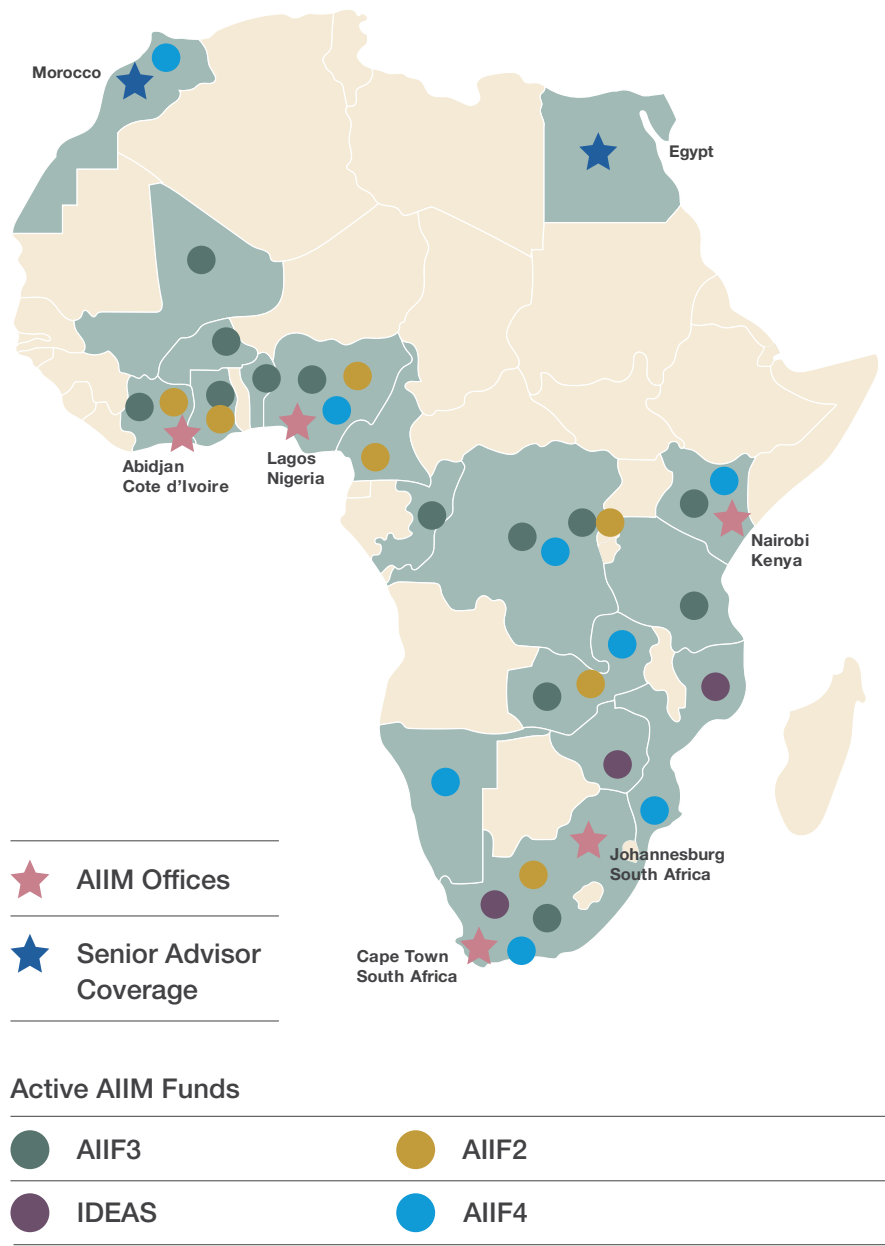 Morocco
Egypt
Abidjan
Cote d'Ivoire
Lagos
Nigeria
Nairobi
Kenya
Johannesburg
South Africa
Cape Town
South Africa
AIIM Offices
Senior Advisor
Coverage
Active AIIM Funds
AIIF3
AIIF2
IDEAS
AIIF4